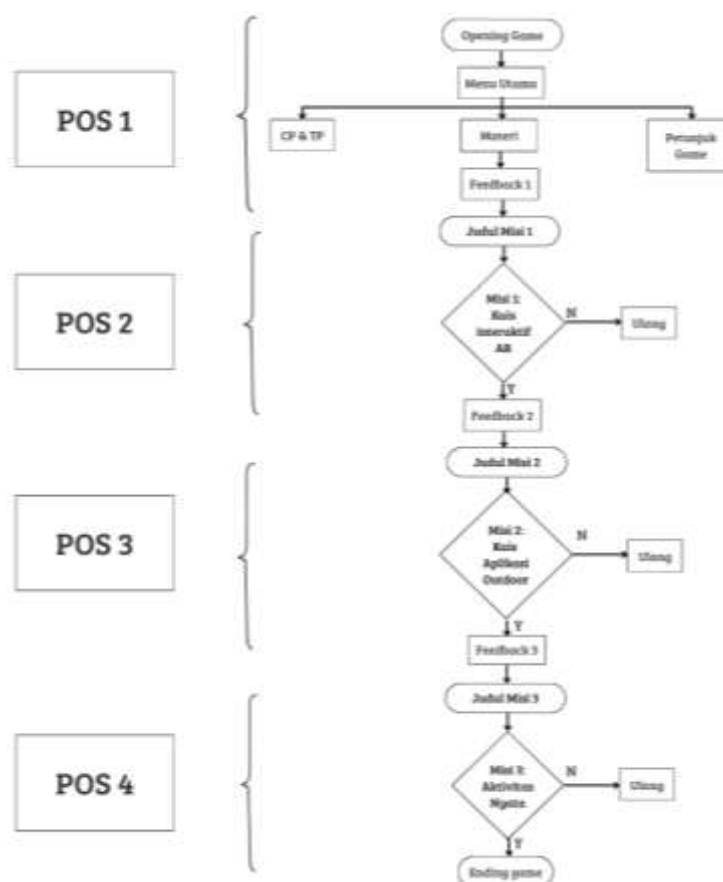 Opening Game
Menu Utama
POS 1
CP & TP
Materi
Petunjuk
Game
Feedback 1
Judul Misi 1
POS 2
Misi 1:
Kuis
interaktif
AR
N
Ulang
Y
Feedback 2
Judul Misi 2
POS 3
Misi 2:
Kuis
Aplikasi
Outdoor
N
Ulang
Y
Feedback 3
Judul Misi 3
POS 4
Misi 3:
Aktivitas
Nyata
N
Ulang
Y
Ending game